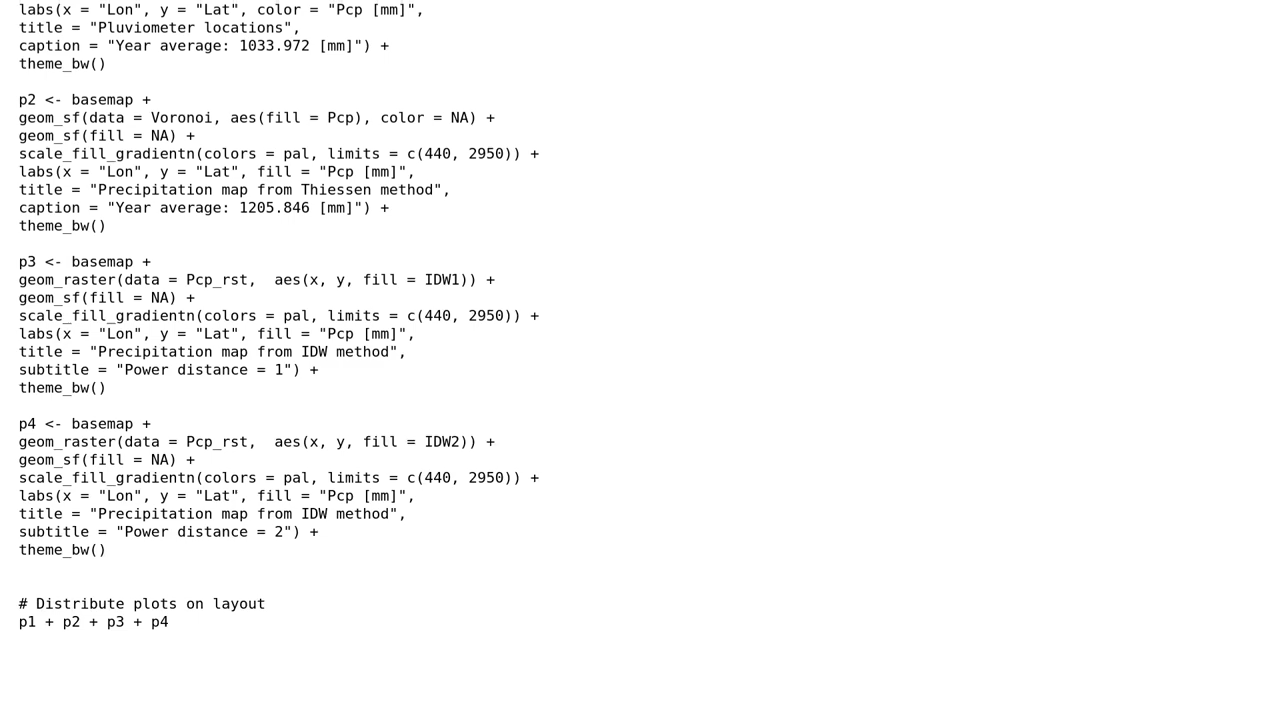 labs(x = "Lon", y = "Lat", color = "Pcp [mm]",
title = "Pluviometer locations",
caption = "Year average: 1033.972 [mm]") +
theme_bw()
p2 <- basemap +
geom_sf(data = Voronoi, aes(fill = Pcp), color = NA) +
geom_sf(fill = NA) +
scale_fill_gradientn(colors = pal, limits = c(440, 2950)) +
labs(x = "Lon", y = "Lat", fill = "Pcp [mm]",
title = "Precipitation map from Thiessen method",
caption = "Year average: 1205.846 [mm]") +
theme_bw()
p3 <- basemap +
geom_raster(data = Pcp_rst,  aes(x, y, fill = IDW1)) +
geom_sf(fill = NA) +
scale_fill_gradientn(colors = pal, limits = c(440, 2950)) +
labs(x = "Lon", y = "Lat", fill = "Pcp [mm]",
title = "Precipitation map from IDW method",
subtitle = "Power distance = 1") +
theme_bw()
p4 <- basemap +
geom_raster(data = Pcp_rst,  aes(x, y, fill = IDW2)) +
geom_sf(fill = NA) +
scale_fill_gradientn(colors = pal, limits = c(440, 2950)) +
labs(x = "Lon", y = "Lat", fill = "Pcp [mm]",
title = "Precipitation map from IDW method",
subtitle = "Power distance = 2") +
theme_bw()
# Distribute plots on layout
p1 + p2 + p3 + p4